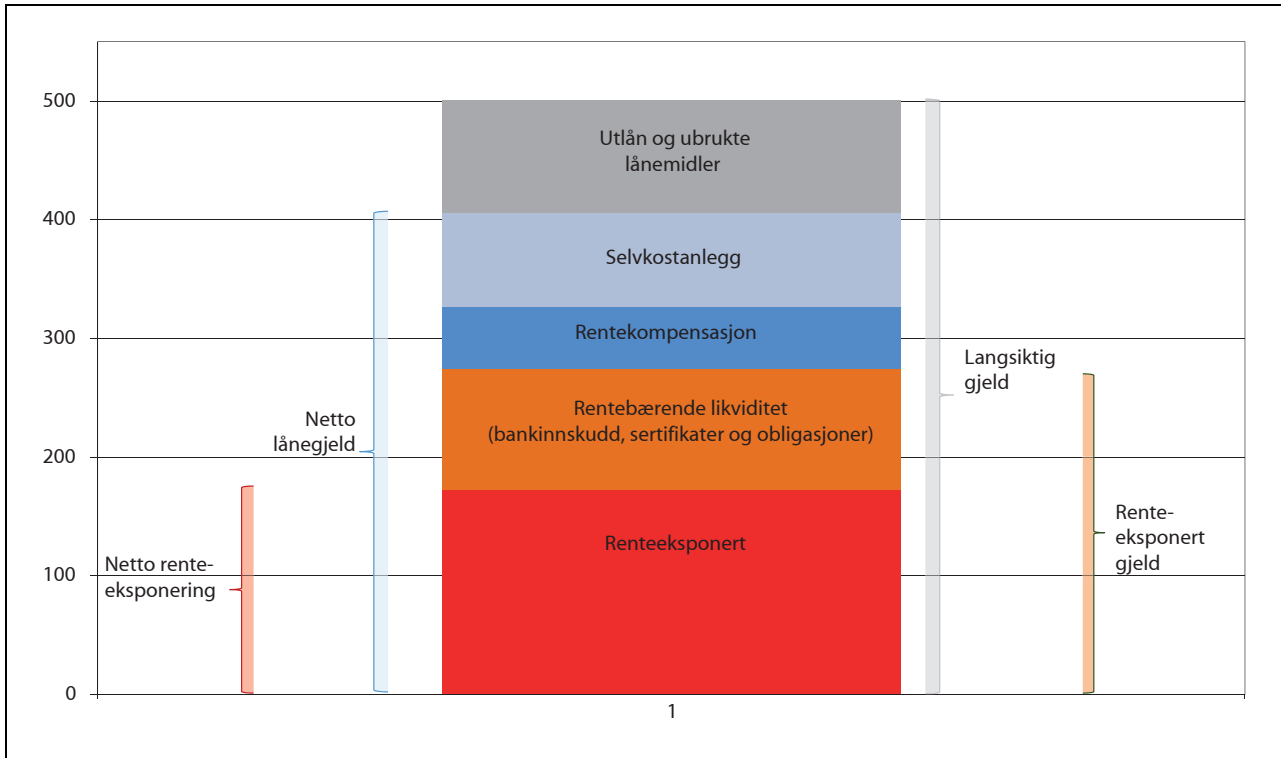 500
400
300
200
100
0
Utlån og ubrukte
lånemidler
Selvkostanlegg
Rentekompensasjon
Rentebærende likviditet
(bankinnskudd, sertifikater og obligasjoner)
Renteeksponert
Netto
lånegjeld
Netto rente-
eksponering
Langsiktig
gjeld
Rente-
eksponert
gjeld
1